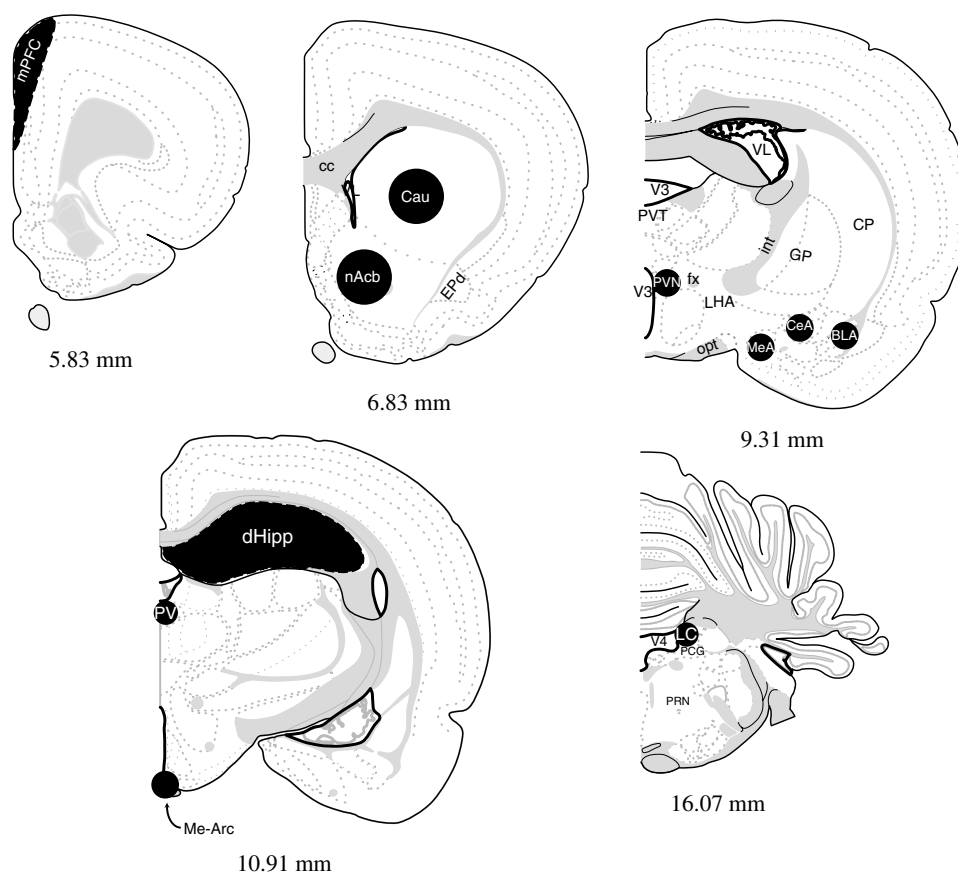 mPFC
5.83 mm
cc
Cau
nAcb
EPd
6.83 mm
VL
V3
PVT
CP
int
GP
PVN
fx
V3
LHA
CeA
BLA
MeA
opt
9.31 mm
dHipp
PV
Me-Arc
10.91 mm
LC
V4
PCG
PRN
16.07 mm